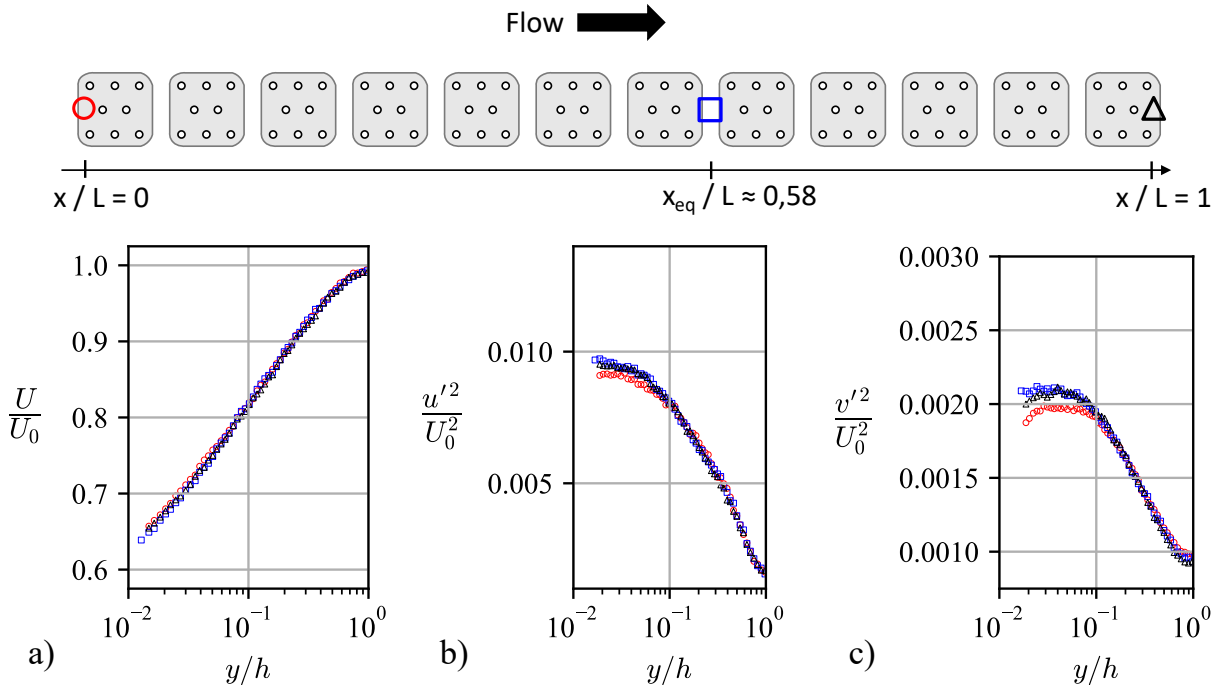 Flow
x / L = 0
x_eq / L ≈ 0,58
x / L = 1
1.0
0.9
0.8
0.7
0.6
U/U_0
10^-2
10^-1
10^0
y/h
a)
0.010
0.005
u'^2/U_0^2
10^-2
10^-1
10^0
y/h
b)
0.0030
0.0025
0.0020
0.0015
0.0010
v'^2/U_0^2
10^-2
10^-1
10^0
y/h
c)